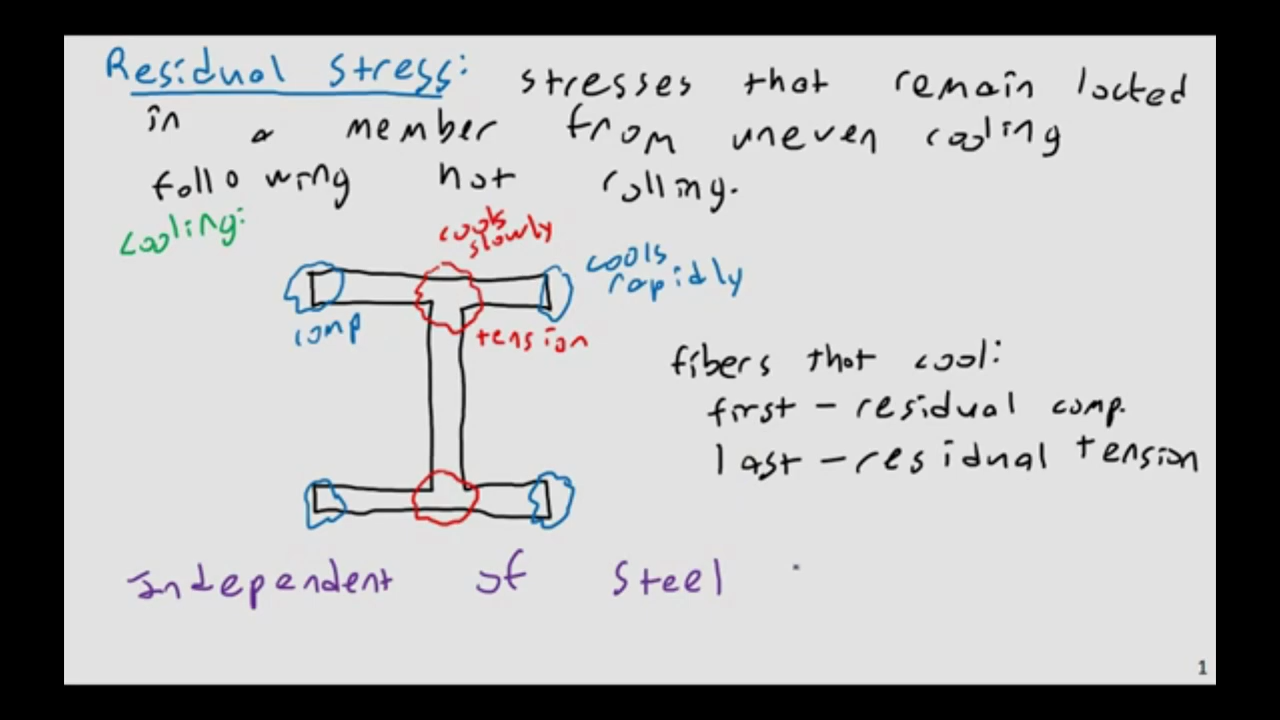 Residual Stress: stresses that remain locked
in a member from uneven cooling
following hot rolling.
cooling:
cools
slowly
cools
rapidly
comp
tension
fibers that cool:
first - residual comp.
last - residual tension
Independent of Steel
1